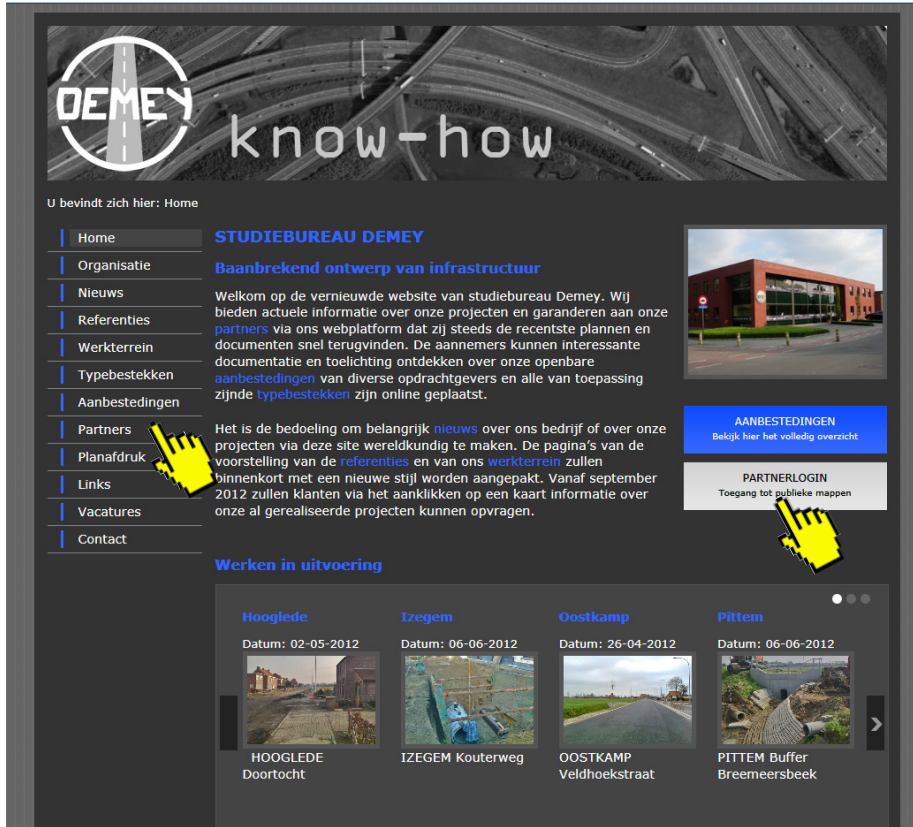 DEMEY
know-how
U bevindt zich hier: Home
Home
Organisatie
Nieuws
Referenties
Werkterrein
Typebestekken
Aanbestedingen
Partners
Planafdruk
Links
Vacatures
Contact
STUDIEBUREAU DEMEY
Baanbrekend ontwerp van infrastructuur
Welkom op de vernieuwde website van studiebureau Demey. Wij
bieden actuele informatie over onze projecten en garanderen aan onze
partners via ons webplatform dat zij steeds de recentste plannen en
documenten snel terugvinden. De aannemers kunnen interessante
documentatie en toelichting ontdekken over onze openbare
aanbestedingen van diverse opdrachtgevers en alle van toepassing
zijnde typebestekken zijn online geplaatst.
Het is de bedoeling om belangrijk nieuws over ons bedrijf of over onze
projecten via deze site wereldkundig te maken. De pagina's van de
voorstelling van de referenties en van ons werkterrein zullen
binnenkort met een nieuwe stijl worden aangepakt. Vanaf september
2012 zullen klanten via het aanklikken op een kaart informatie over
onze al gerealiseerde projecten kunnen opvragen.
AANBESTEDINGEN
Bekijk hier het volledig overzicht
PARTNERLOGIN
Toegang tot publieke mappen
Werken in uitvoering
Hooglede
Datum: 02-05-2012
HOOGLEDE
Doortocht
Izegem
Datum: 06-06-2012
IZEGEM Kouterweg
Oostkamp
Datum: 26-04-2012
OOSTKAMP
Veldhoekstraat
Pittem
Datum: 06-06-2012
PITTEM Buffer
Breemeersbeek